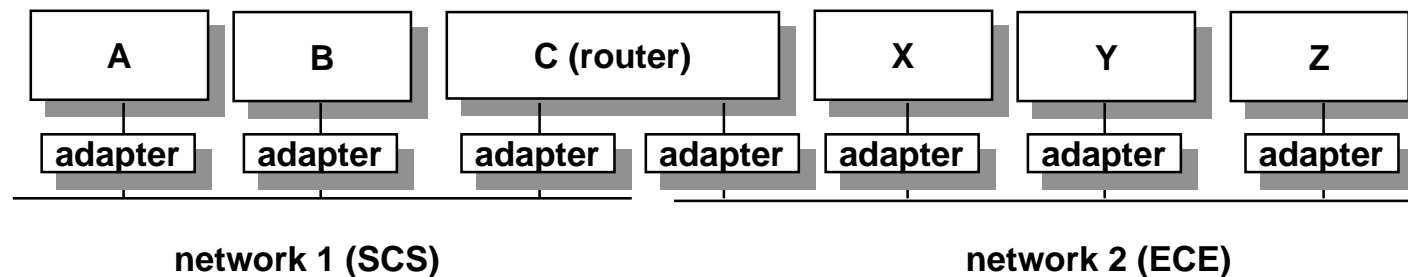 A B C (router) X Y Z
adapter adapter adapter adapter adapter adapter adapter
network 1 (SCS) network 2 (ECE)